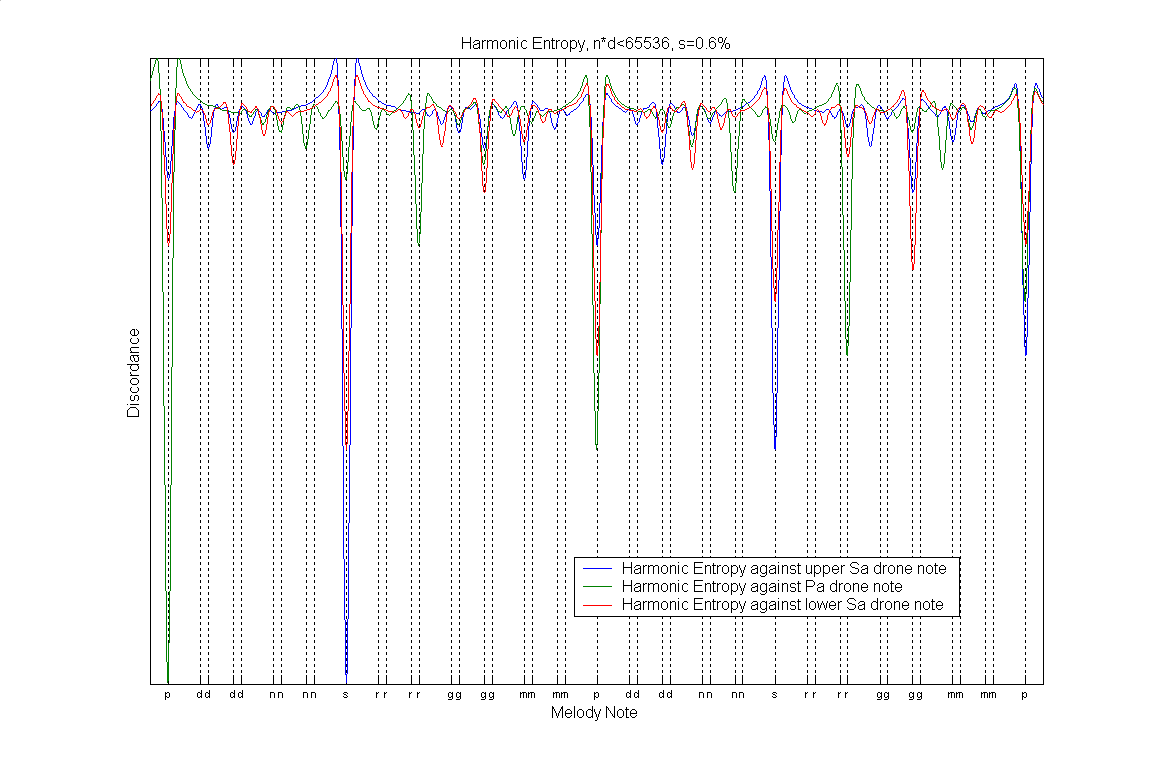 Harmonic Entropy, n*d<65536, s=0.6%
Discordance
Harmonic Entropy against upper Sa drone note
Harmonic Entropy against Pa drone note
Harmonic Entropy against lower Sa drone note
p d d d d n n n n s r r r r g g g g m m m m p d d d d n n n n s r r r r g g g g m m m m p
Melody Note